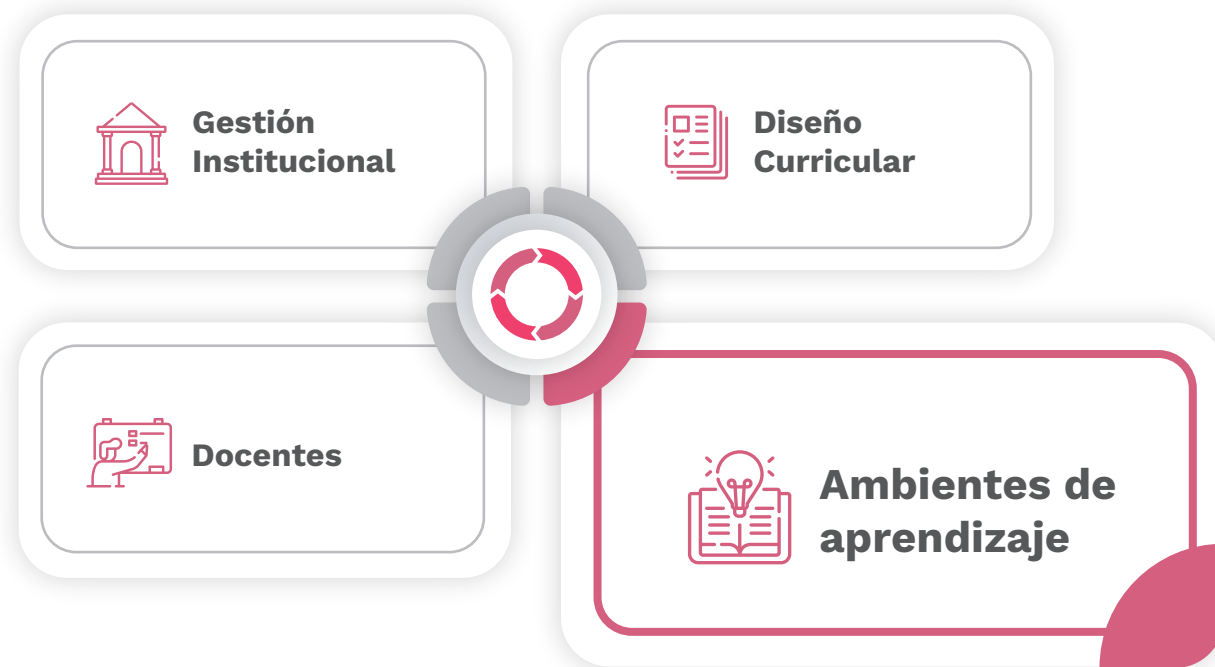 Gestión
Institucional
Diseño
Curricular
Docentes
Ambientes de
aprendizaje